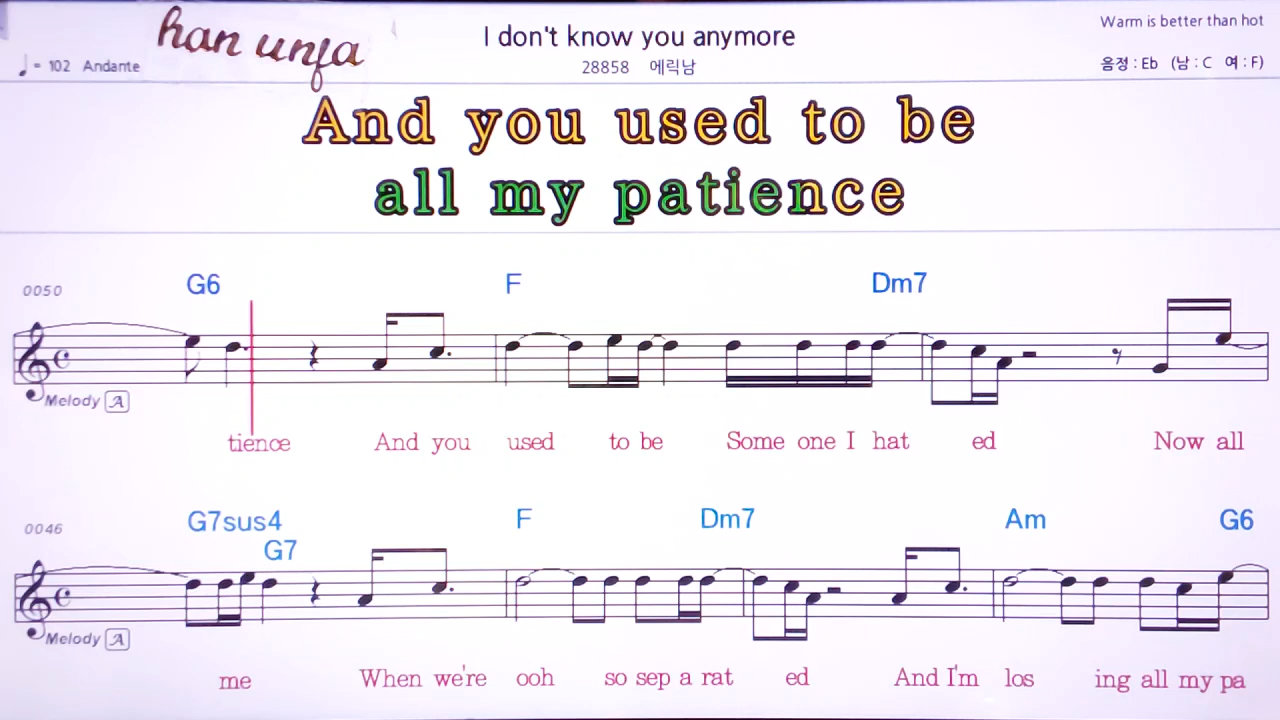 han unfa
I don't know you anymore
Warm is better than hot
= 102 Andante
28858 에릭남
음정 : Eb (남 : C 여 : F)
And you used to be
all my patience
G6 F Dm7
0050
Melody A
tience And you used to be Some one I hat ed Now all
G7sus4 F Dm7 Am G6
0046
G7
Melody A
me When we're ooh so sep a rat ed And I'm los ing all my pa